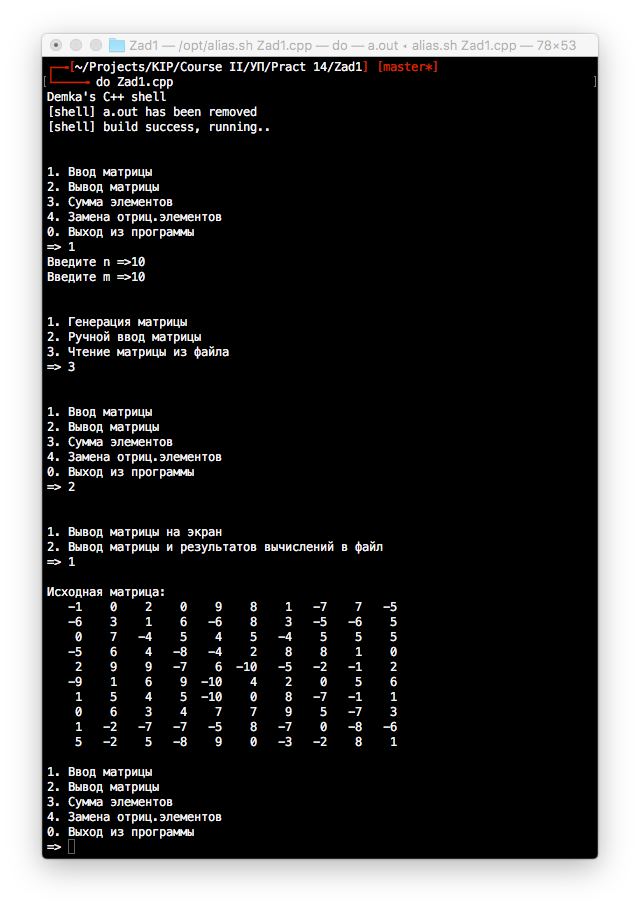 Zad1 — /opt/alias.sh Zad1.cpp — do — a.out • alias.sh Zad1.cpp — 78×53
[~/Projects/KIP/Course II/УП/Pract 14/Zad1] [master*]
do Zad1.cpp
Demka's C++ shell
[shell] a.out has been removed
[shell] build success, running..
1. Ввод матрицы
2. Вывод матрицы
3. Сумма элементов
4. Замена отриц.элементов
0. Выход из программы
=> 1
Введите n =>10
Введите m =>10
1. Генерация матрицы
2. Ручной ввод матрицы
3. Чтение матрицы из файла
=> 3
1. Ввод матрицы
2. Вывод матрицы
3. Сумма элементов
4. Замена отриц.элементов
0. Выход из программы
=> 2
1. Вывод матрицы на экран
2. Вывод матрицы и результатов вычислений в файл
=> 1
Исходная матрица:
-1 0 2 0 9 8 1 -7 7 -5
-6 3 1 6 -6 8 3 -5 -6 5
0 7 -4 5 4 5 -4 5 5 5
-5 6 4 -8 -4 2 8 8 1 0
2 9 9 -7 6 -10 -5 -2 -1 2
-9 1 6 9 -10 4 2 0 5 6
1 5 4 5 -10 0 8 -7 -1 1
0 6 3 4 7 7 9 5 -7 3
1 -2 -7 -7 -5 8 -7 0 -8 -6
5 -2 5 -8 9 0 -3 -2 8 1
1. Ввод матрицы
2. Вывод матрицы
3. Сумма элементов
4. Замена отриц.элементов
0. Выход из программы
=>